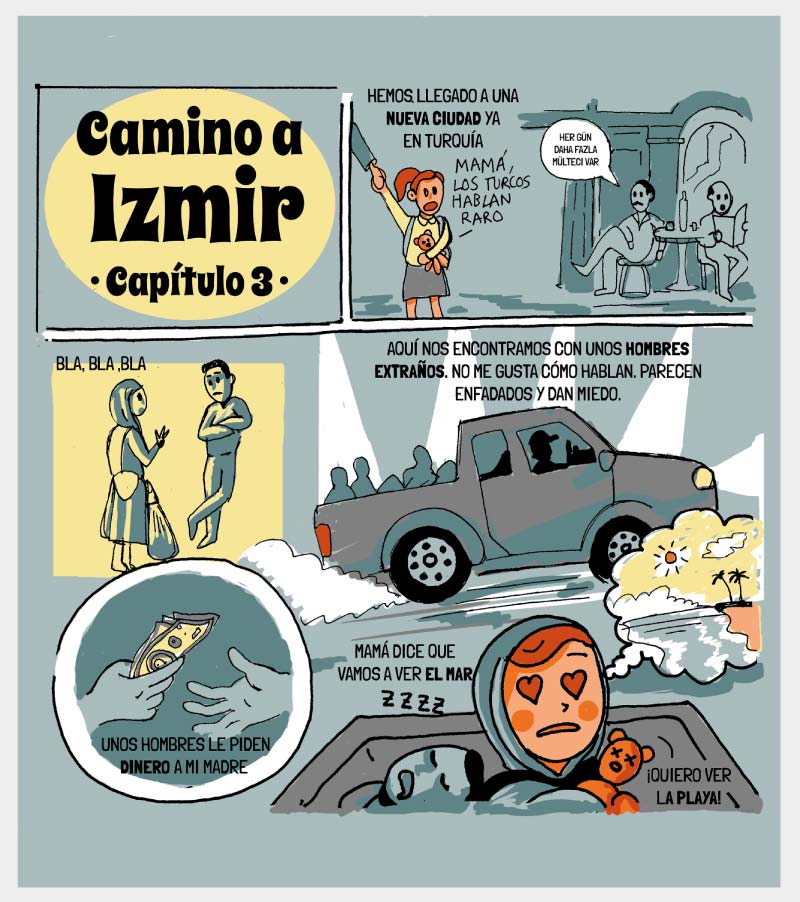 Camino a
Izmir
· Capítulo 3 ·
HEMOS LLEGADO A UNA
NUEVA CIUDAD YA
EN TURQUÍA
MAMÁ,
LOS TURCOS
HABLAN
RARO
HER GÜN
DAHA FAZLA
MÜLTECİ VAR
BLA, BLA ,BLA
AQUÍ NOS ENCONTRAMOS CON UNOS HOMBRES
EXTRAÑOS. NO ME GUSTA CÓMO HABLAN. PARECEN
ENFADADOS Y DAN MIEDO.
UNOS HOMBRES LE PIDEN
DINERO A MI MADRE
MAMÁ DICE QUE
VAMOS A VER EL MAR
ZZZZ
¡QUIERO VER
LA PLAYA!